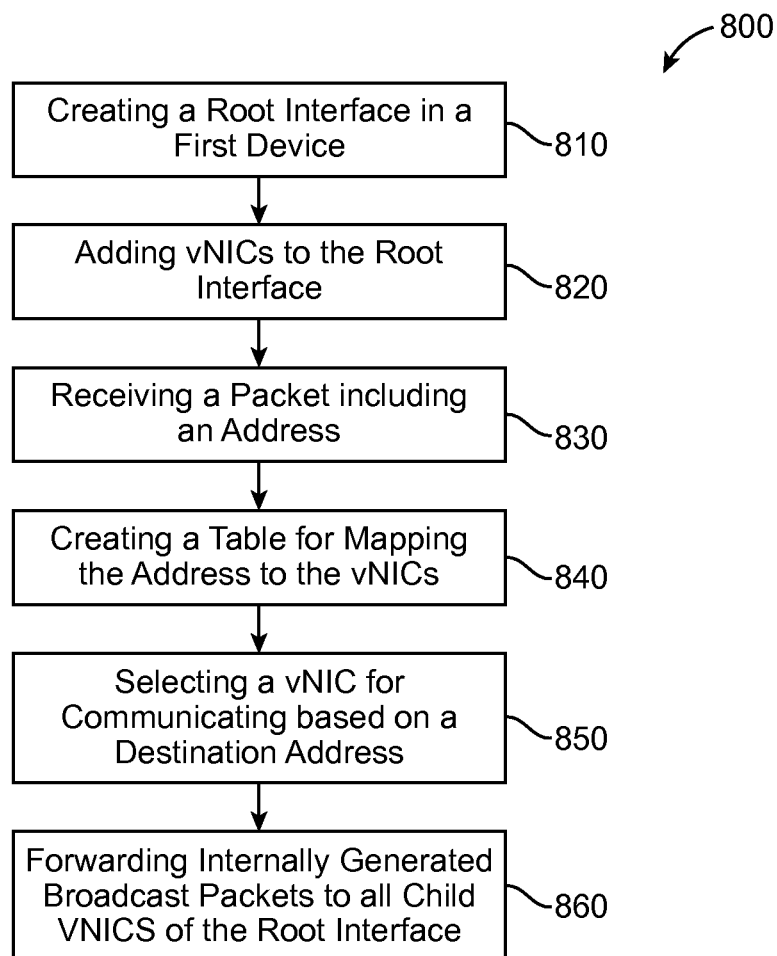 800
Creating a Root Interface in a
First Device
810
Adding vNICs to the Root
Interface
820
Receiving a Packet including
an Address
830
Creating a Table for Mapping
the Address to the vNICs
840
Selecting a vNIC for
Communicating based on a
Destination Address
850
Forwarding Internally Generated
Broadcast Packets to all Child
VNICS of the Root Interface
860